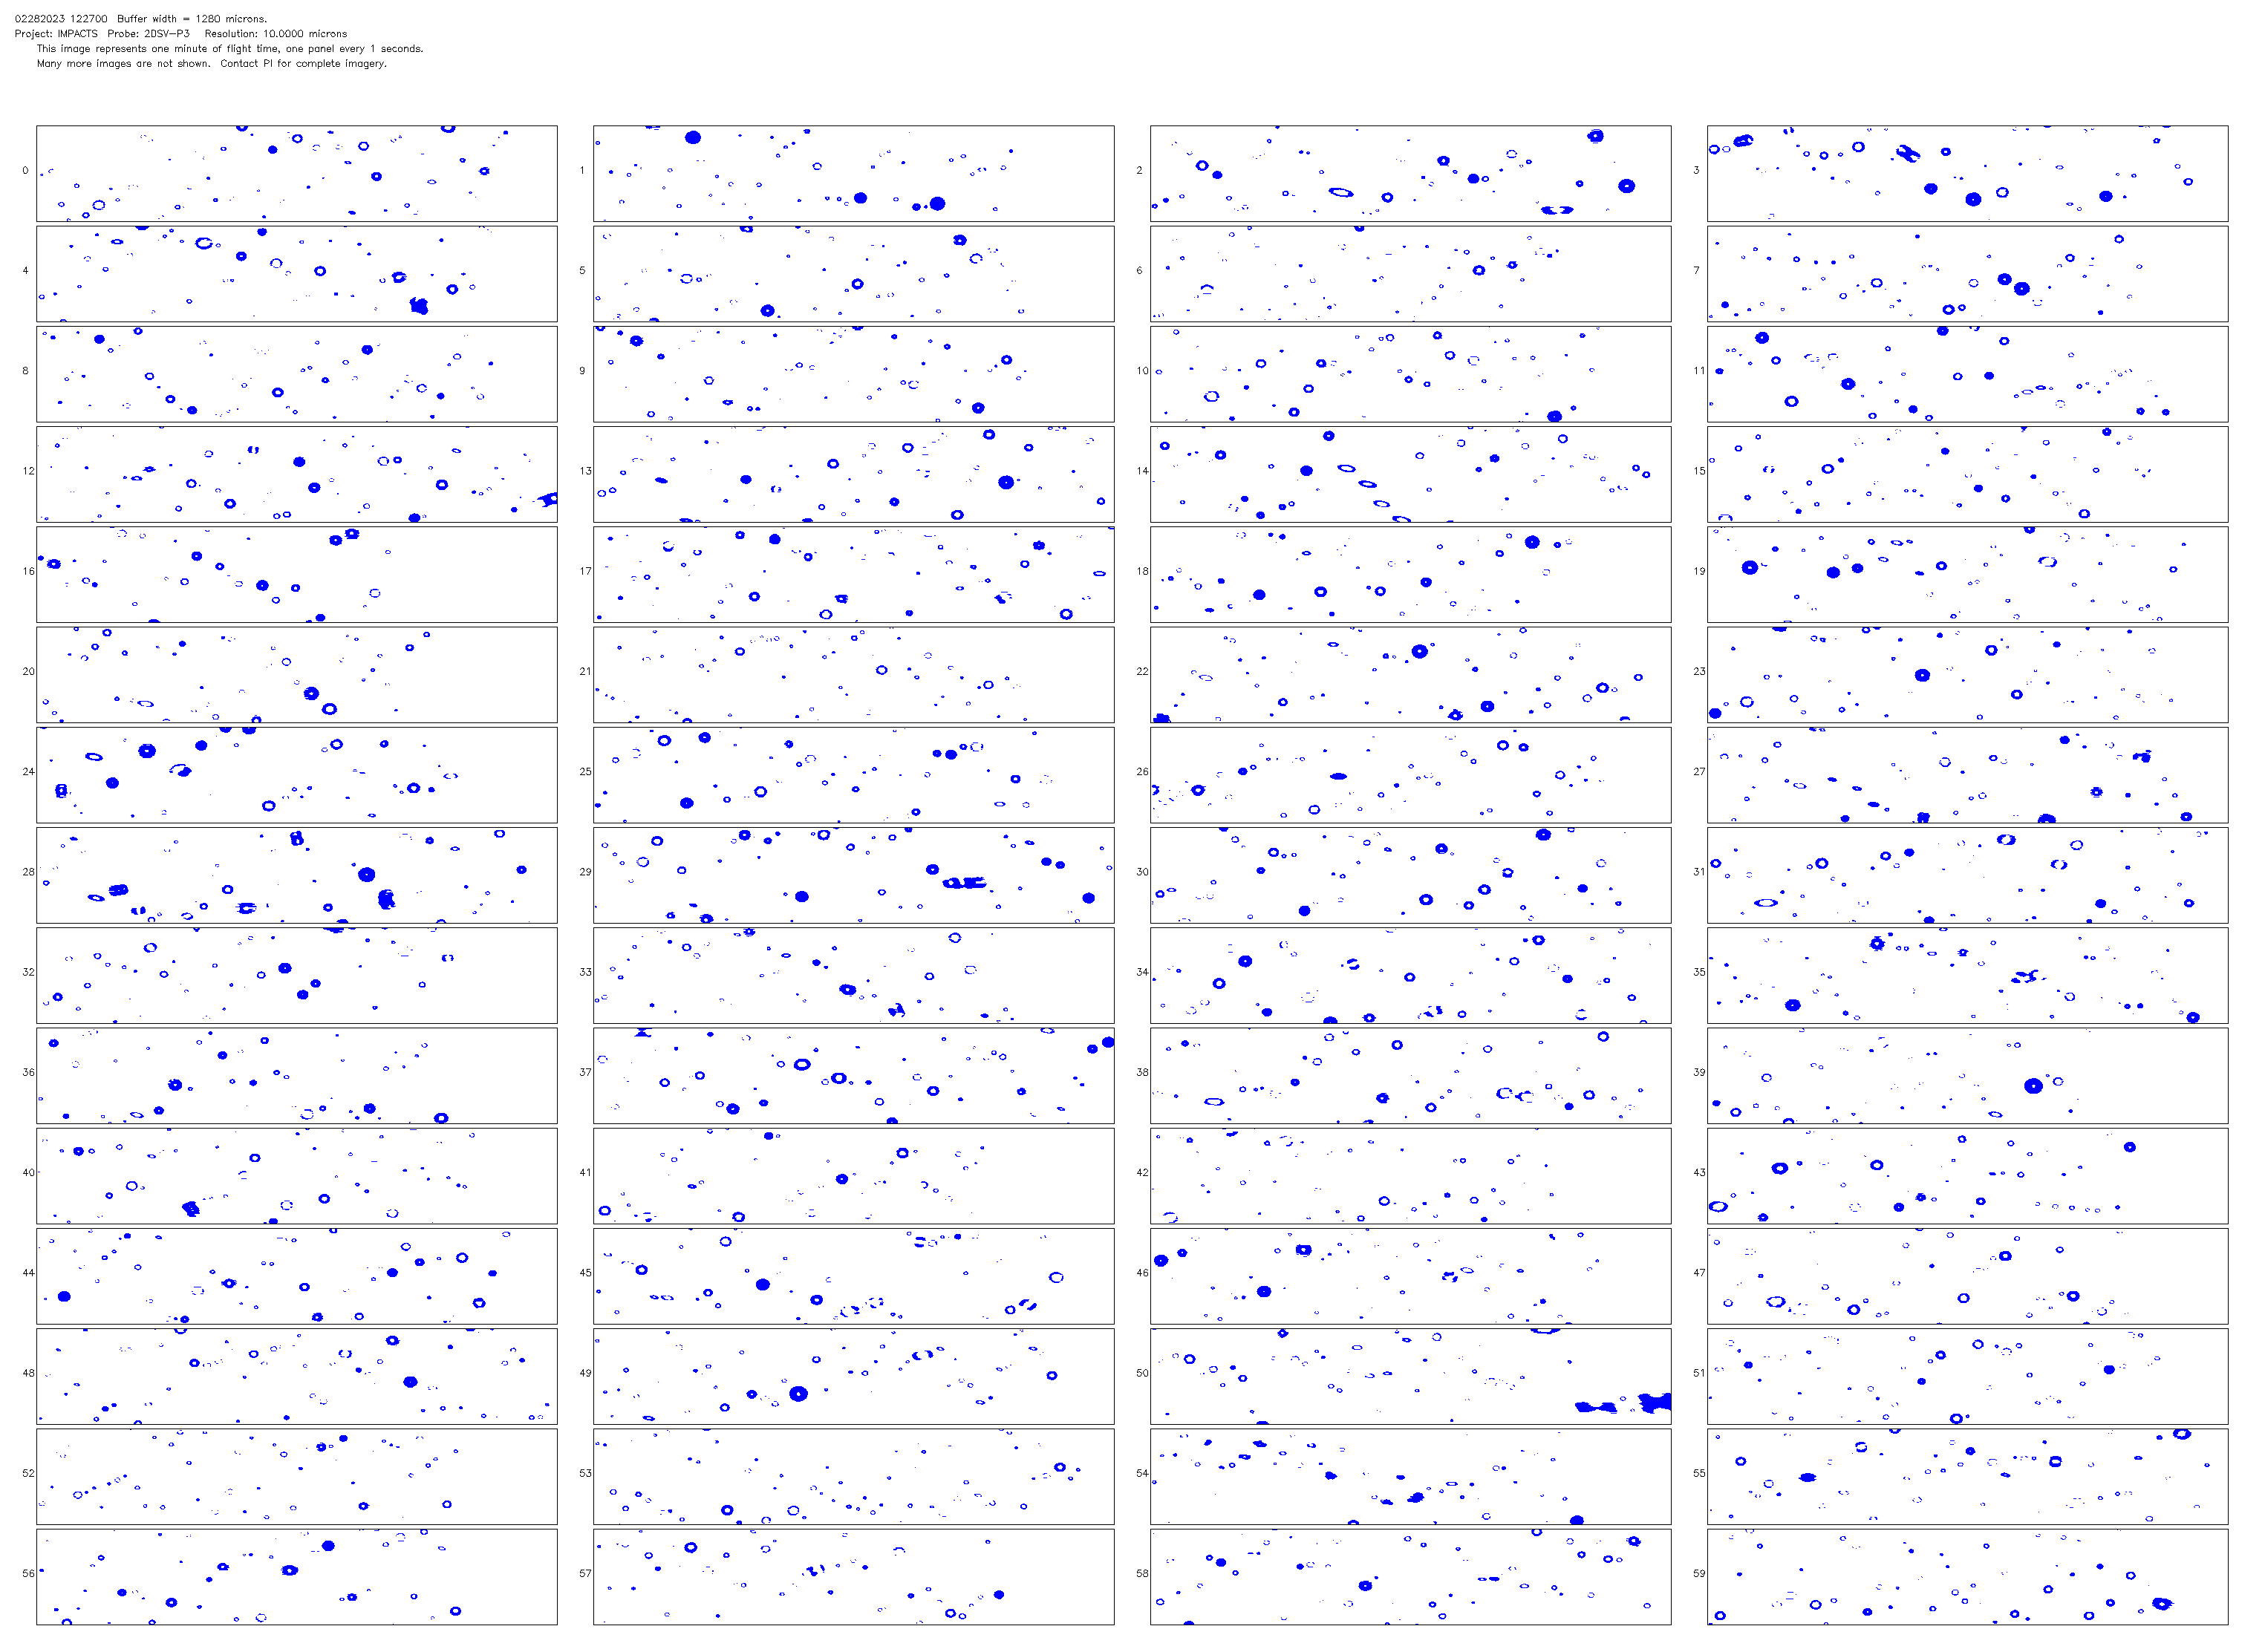 02282023 122700 Buffer width = 1280 microns.
Project: IMPACTS Probe: 2DSV-P3 Resolution: 10.0000 microns
This image represents one minute of flight time, one panel every 1 seconds.
Many more images are not shown. Contact PI for complete imagery.
0 1 2 3
4 5 6 7
8 9 10 11
12 13 14 15
16 17 18 19
20 21 22 23
24 25 26 27
28 29 30 31
32 33 34 35
36 37 38 39
40 41 42 43
44 45 46 47
48 49 50 51
52 53 54 55
56 57 58 59